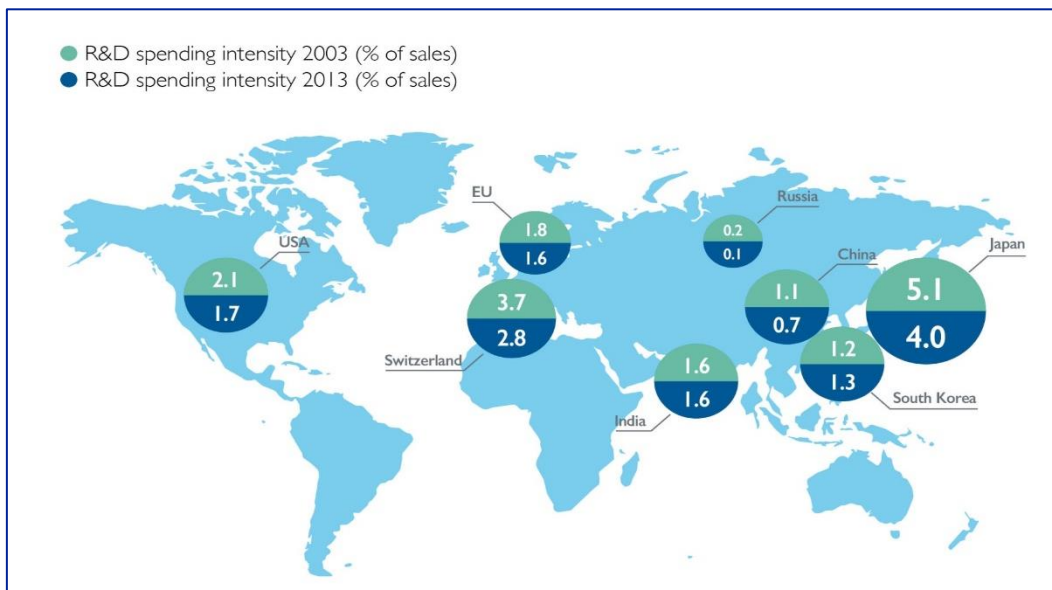 R&D spending intensity 2003 (% of sales)
R&D spending intensity 2013 (% of sales)
EU
1.8
1.6
Russia
0.2
0.1
USA
2.1
1.7
China
1.1
0.7
Japan
5.1
4.0
Switzerland
3.7
2.8
1.2
1.3
South Korea
1.6
1.6
India